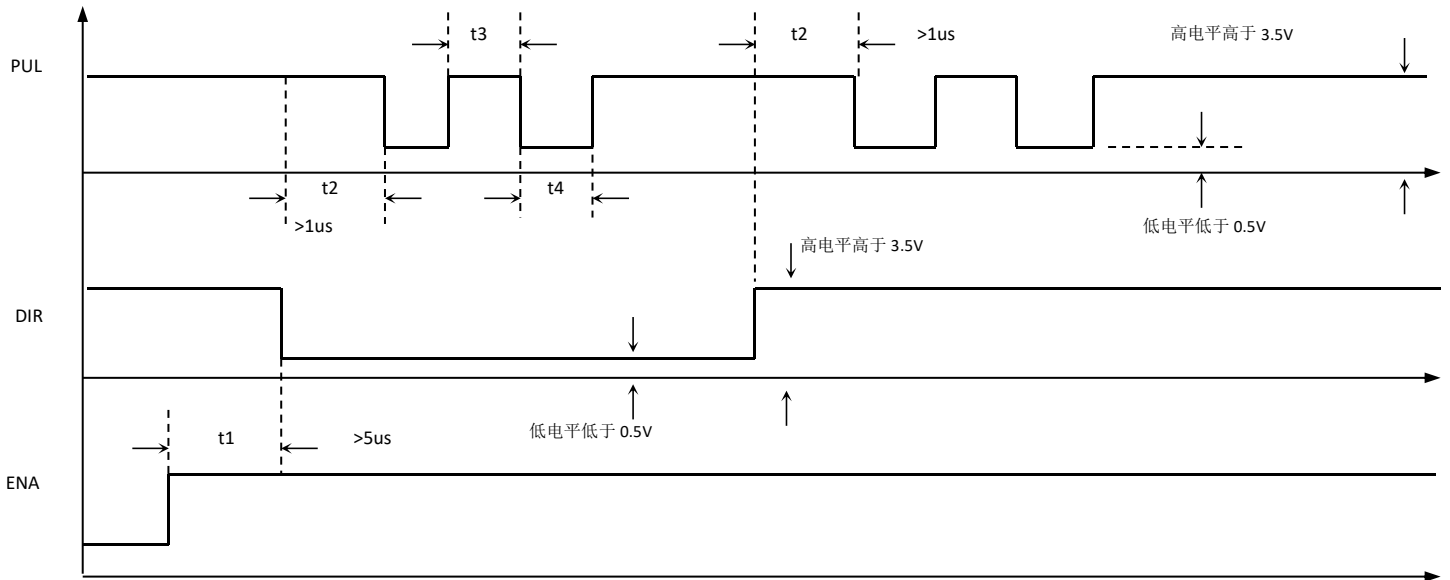 t3
t2
>1us
高电平高于 3.5V
PUL
t2
t4
>1us
低电平低于 0.5V
高电平高于 3.5V
DIR
t1
>5us
低电平低于 0.5V
ENA